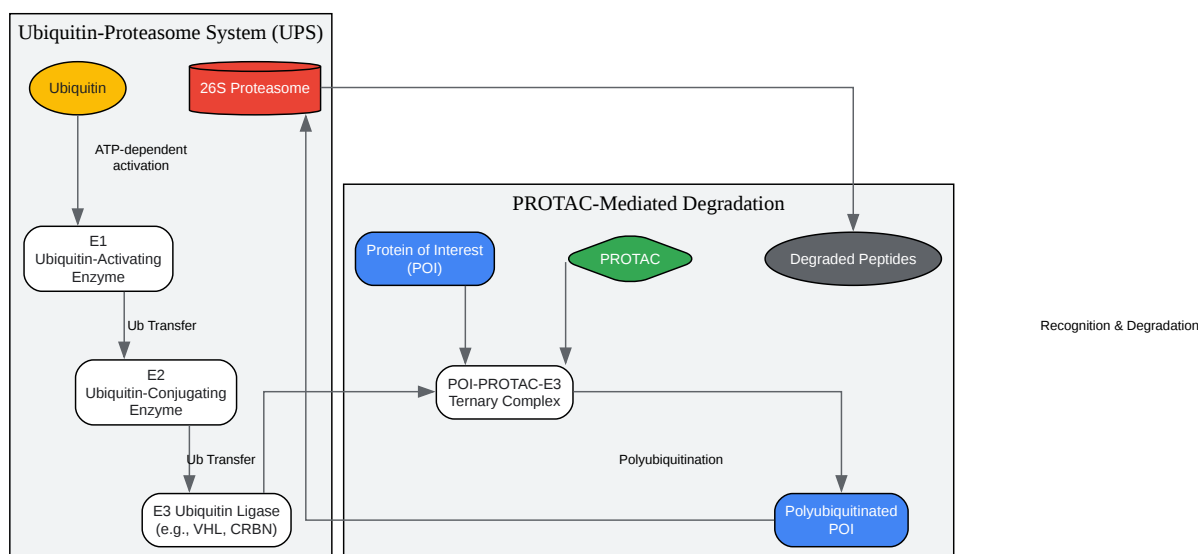 Ubiquitin-Proteasome System (UPS)
Ubiquitin
26S Proteasome
ATP-dependent
activation
E1
Ubiquitin-Activating
Enzyme
Ub Transfer
E2
Ubiquitin-Conjugating
Enzyme
Ub Transfer
E3 Ubiquitin Ligase
(e.g., VHL, CRBN)
PROTAC-Mediated Degradation
Protein of Interest
(POI)
PROTAC
Degraded Peptides
POI-PROTAC-E3
Ternary Complex
Polyubiquitination
Polyubiquitinated
POI
Recognition & Degradation